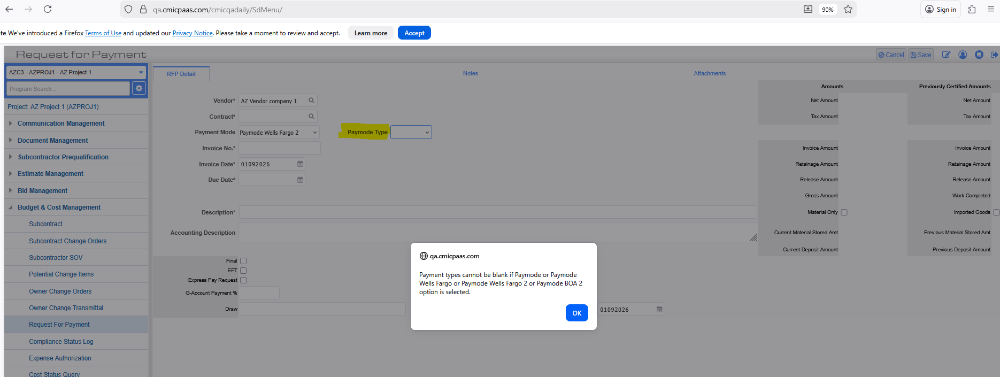 qa.cmicpaas.com/cmicqadaily/SdMenu/
90%
Sign in
te We've introduced a Firefox Terms of Use and updated our Privacy Notice. Please take a moment to review and accept.
Learn more
Accept
Request for Payment
Cancel
Save
AZC3 - AZPROJ1 - AZ Project 1
Program Search...
Project: AZ Project 1 (AZPROJ1)
Communication Management
Document Management
Subcontractor Prequalification
Estimate Management
Bid Management
Budget & Cost Management
Subcontract
Subcontract Change Orders
Subcontractor SOV
Potential Change Items
Owner Change Orders
Owner Change Transmittal
Request For Payment
Compliance Status Log
Expense Authorization
Cost Status Query
RFP Detail
Notes
Attachments
Vendor* AZ Vendor company 1
Contract*
Payment Mode Paymode Wells Fargo 2
Paymode Type
Invoice No.*
Invoice Date* 01092026
Due Date*
Description*
Accounting Description
Final
EFT
Express Pay Request
G-Account Payment %
Draw
01092026
Amounts
Net Amount
Tax Amount
Invoice Amount
Retainage Amount
Release Amount
Gross Amount
Material Only
Current Material Stored Amt
Current Deposit Amount
Previously Certified Amounts
Net Amount
Tax Amount
Invoice Amount
Retainage Amount
Release Amount
Work Completed
Imported Goods
Previous Material Stored Amt
Previous Deposit Amount
qa.cmicpaas.com
Payment types cannot be blank if Paymode or Paymode
Wells Fargo or Paymode Wells Fargo 2 or Paymode BOA 2
option is selected.
OK